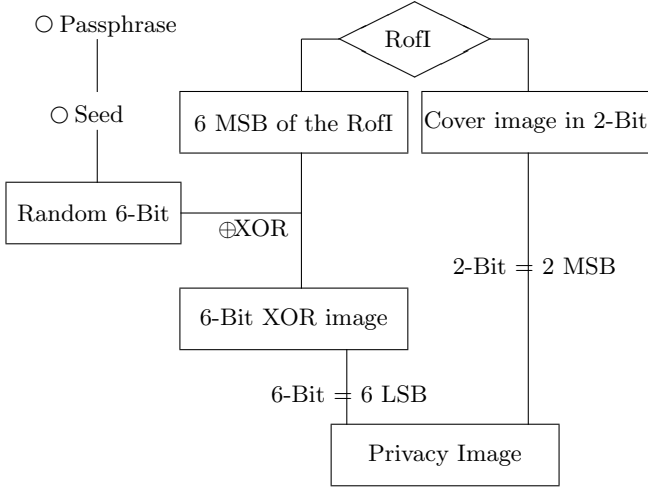 Passphrase
RofI
Seed
6 MSB of the RofI
Cover image in 2-Bit
Random 6-Bit
⊕XOR
2-Bit = 2 MSB
6-Bit XOR image
6-Bit = 6 LSB
Privacy Image